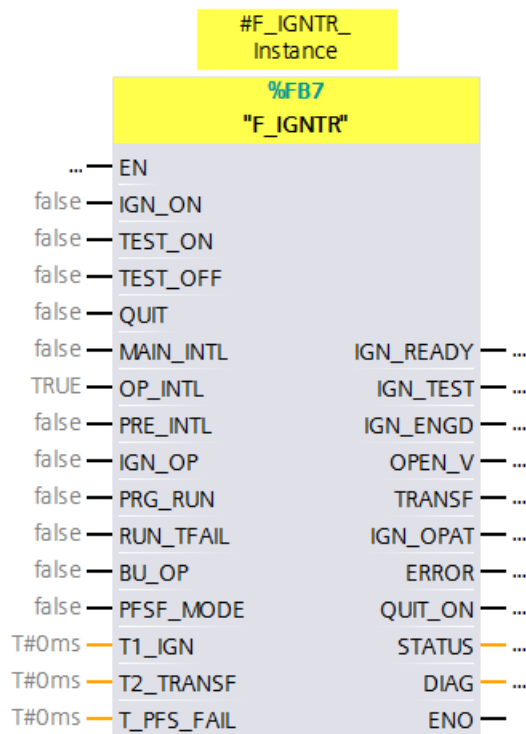 #F_IGNTR_
Instance
%FB7
"F_IGNTR"
... EN
false IGN_ON
false TEST_ON
false TEST_OFF
false QUIT
false MAIN_INTL IGN_READY ...
TRUE OP_INTL IGN_TEST ...
false PRE_INTL IGN_ENGD ...
false IGN_OP OPEN_V ...
false PRG_RUN TRANSF ...
false RUN_TFAIL IGN_OPAT ...
false BU_OP ERROR ...
false PFSF_MODE QUIT_ON ...
T#0ms T1_IGN STATUS ...
T#0ms T2_TRANSF DIAG ...
T#0ms T_PFS_FAIL ENO